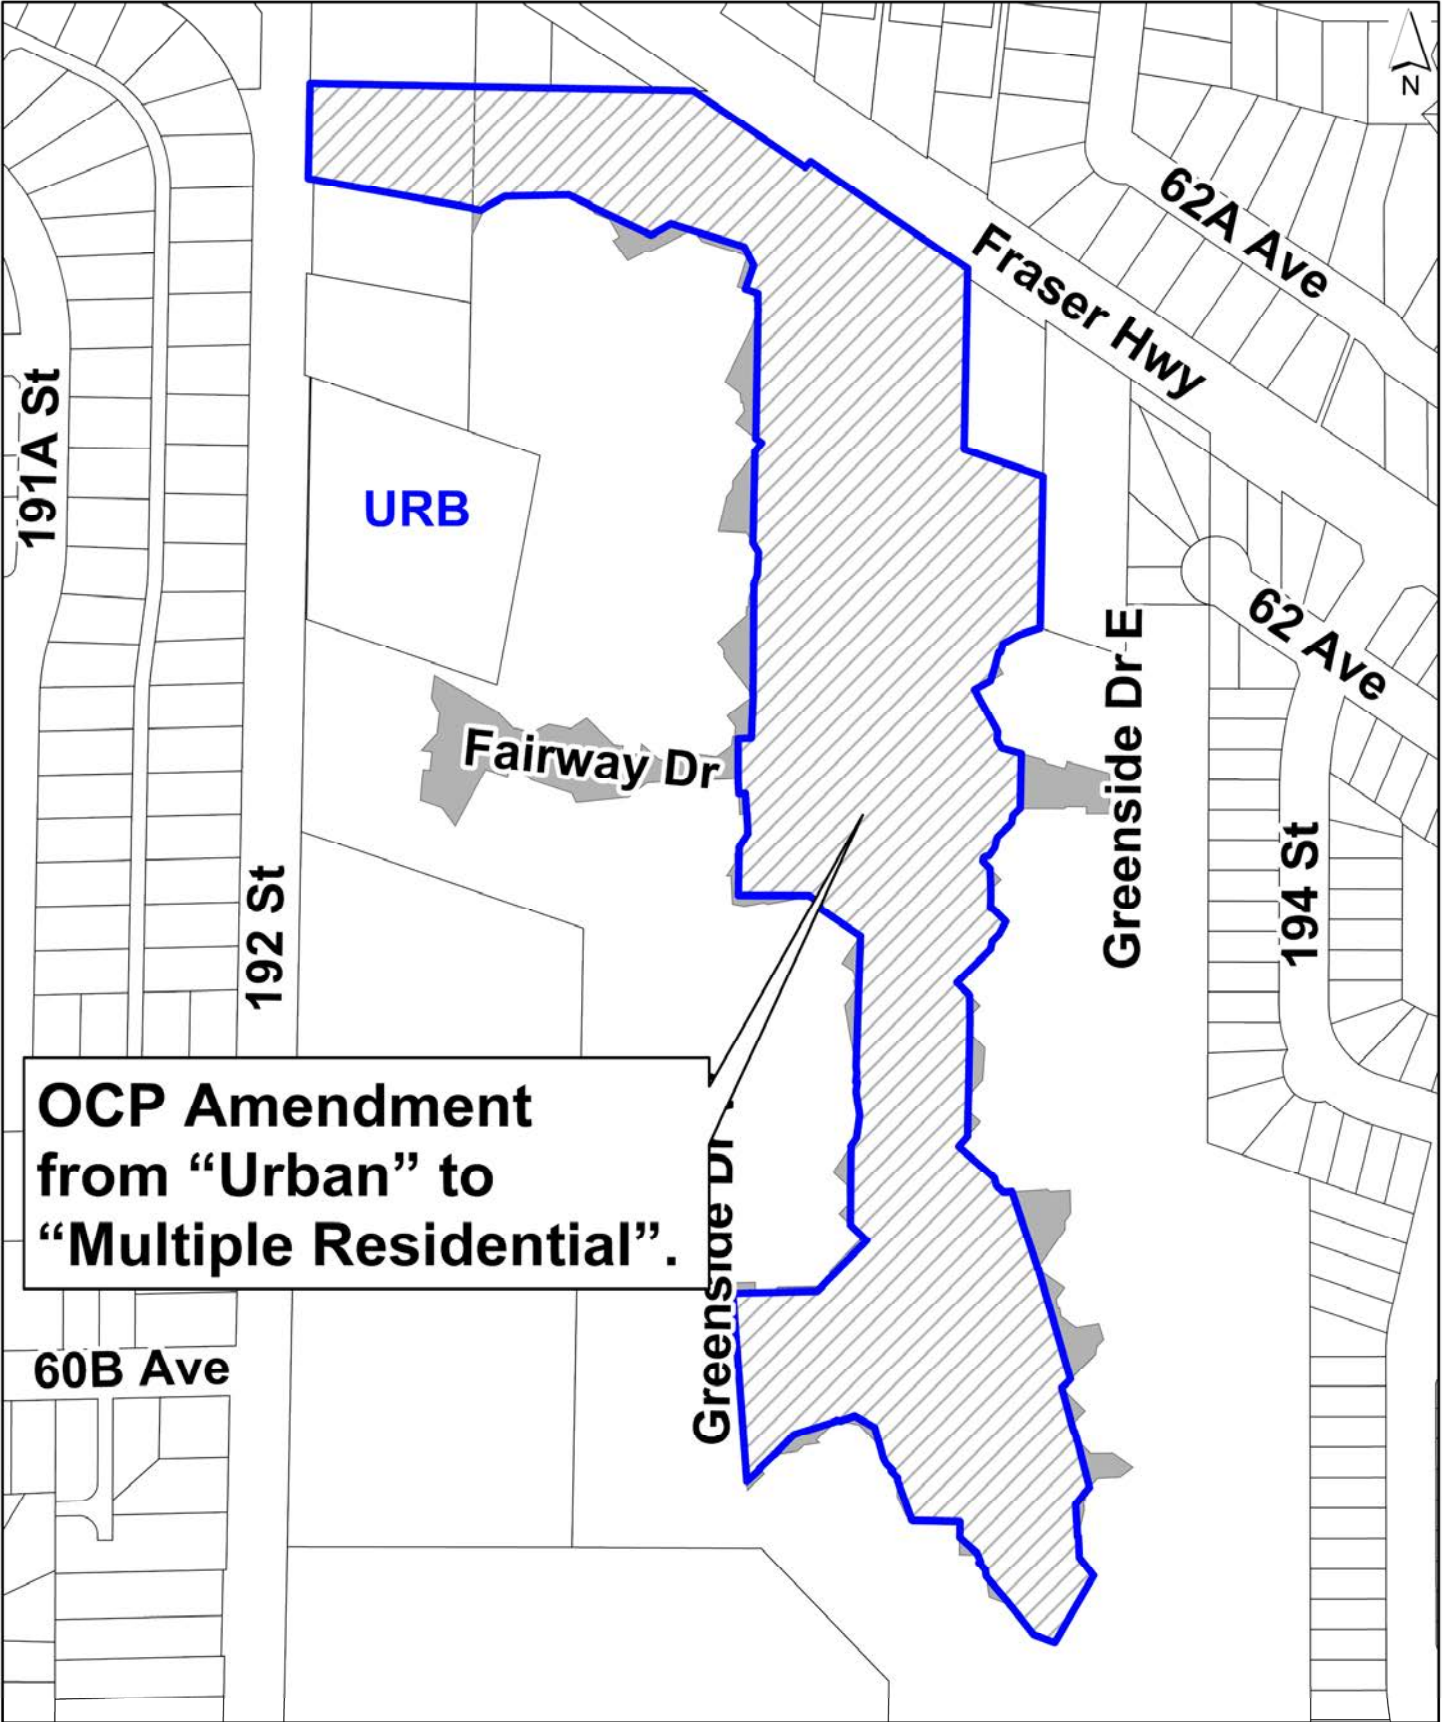 N
62A Ave
Fraser Hwy
191A St
URB
62 Ave
Greenside Dr E
Fairway Dr
194 St
192 St
OCP Amendment
from “Urban” to
“Multiple Residential”.
Greenside Dr
60B Ave